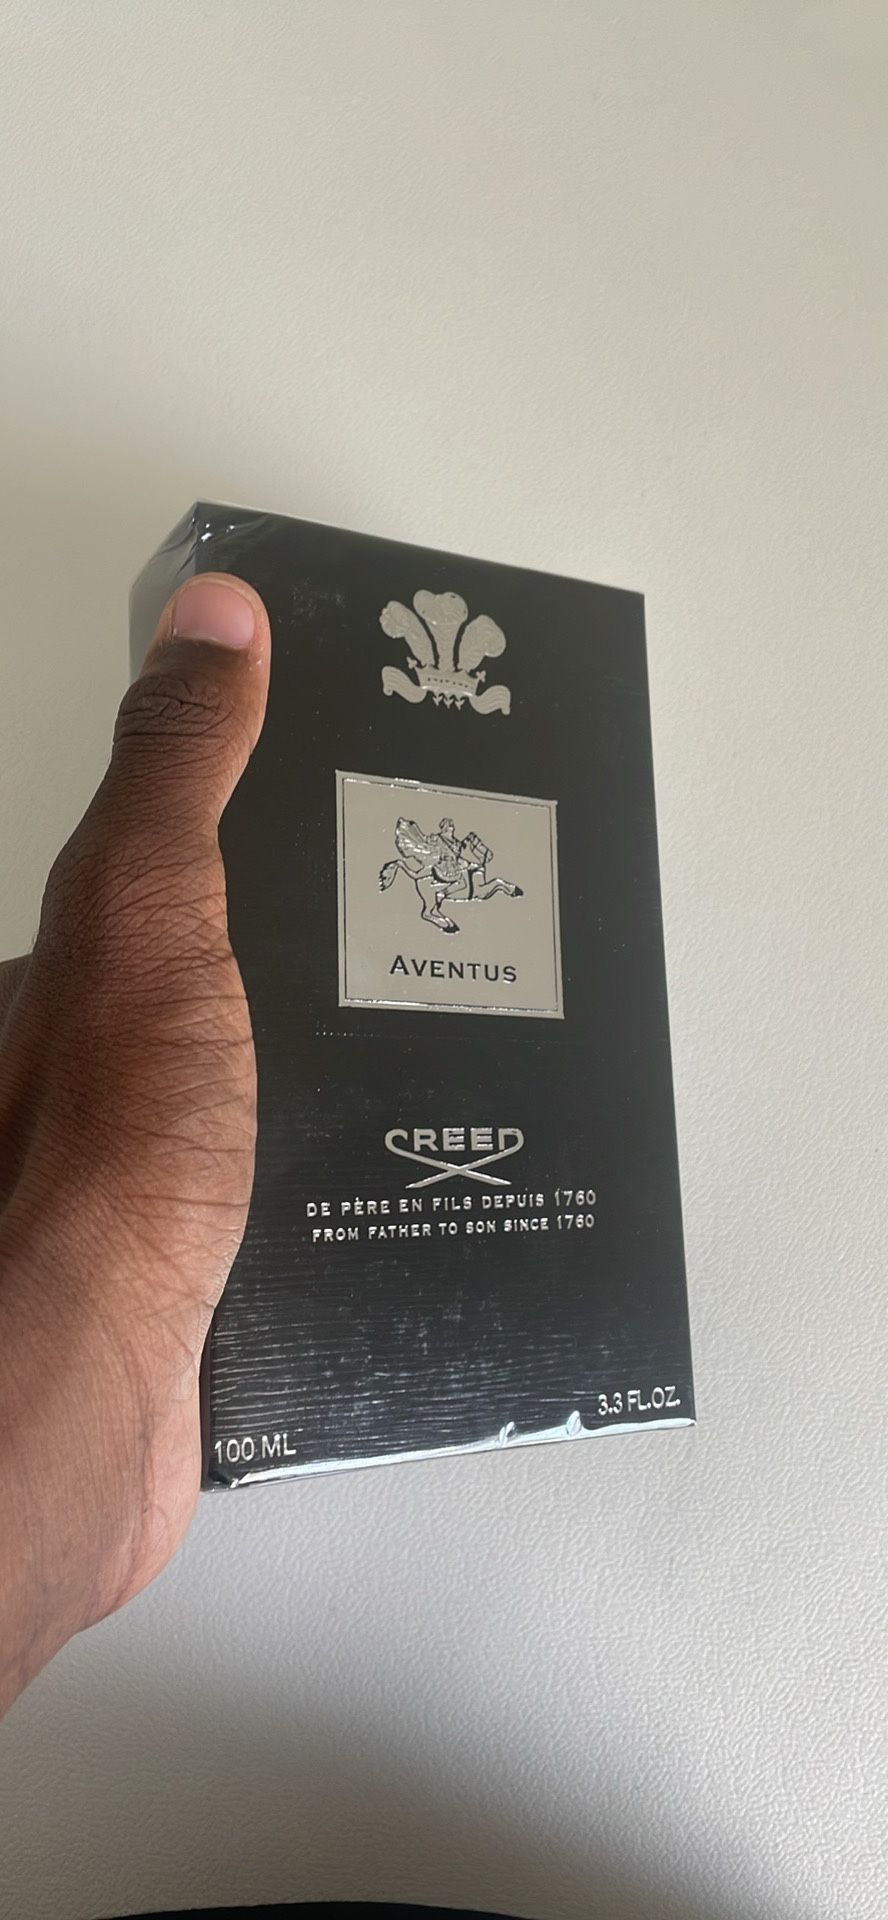 AVENTUS
CREED
DE PÈRE EN FILS DEPUIS 1760
FROM FATHER TO SON SINCE 1760
100 ML
3.3 FL.OZ.